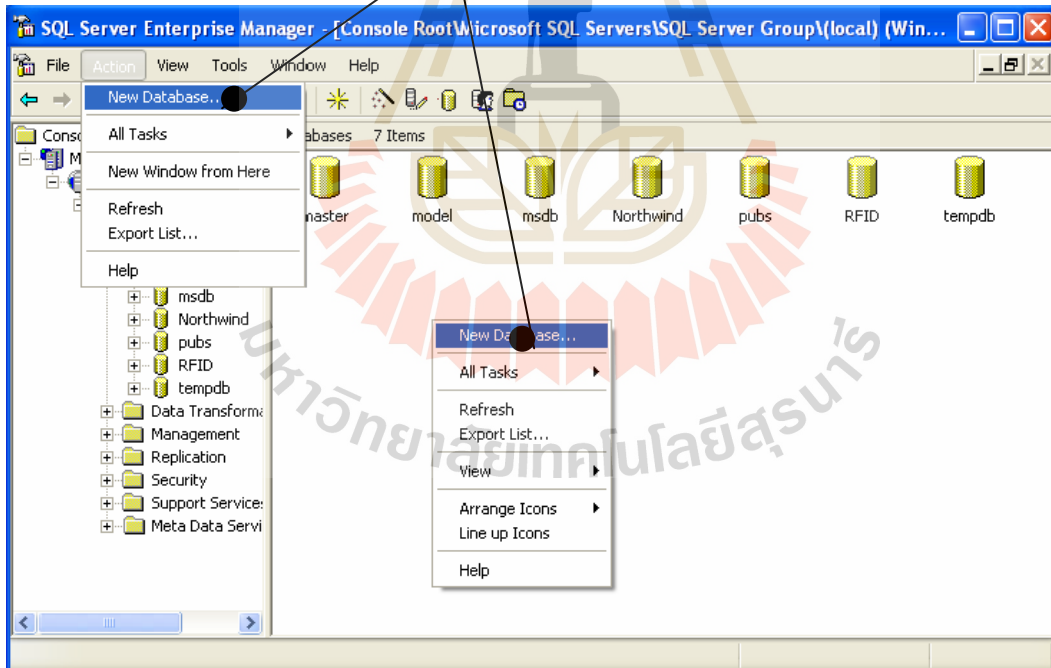 SQL Server Enterprise Manager - [Console Root\Microsoft SQL Servers\SQL Server Group\(local) (Win...
File Action View Tools Window Help
New Database...
All Tasks
New Window from Here
Refresh
Export List...
Help
Databases 7 Items
master model msdb Northwind pubs RFID tempdb
msdb
Northwind
pubs
RFID
tempdb
Data Transforma
Management
Replication
Security
Support Service
Meta Data Servi
New Database...
All Tasks
Refresh
Export List...
View
Arrange Icons
Line up Icons
Help
มหาวิทยาลัยเทคโนโลยีสุรนารี